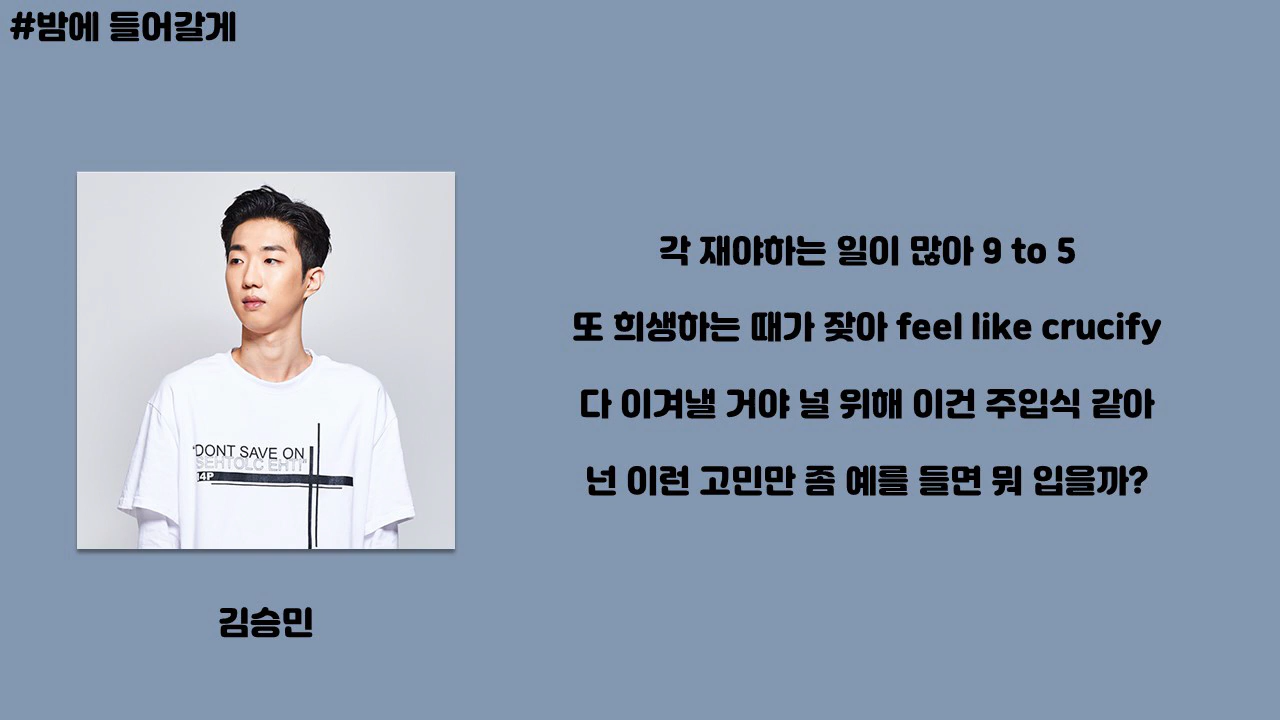 #밤에 들어갈게
각 재야하는 일이 많아 9 to 5
또 희생하는 때가 잦아 feel like crucify
다 이겨낼 거야 널 위해 이건 주입식 같아
넌 이런 고민만 좀 예를 들면 뭐 입을까?
"DONT SAVE ON
SEHTOLC EHT!"
54P
김승민